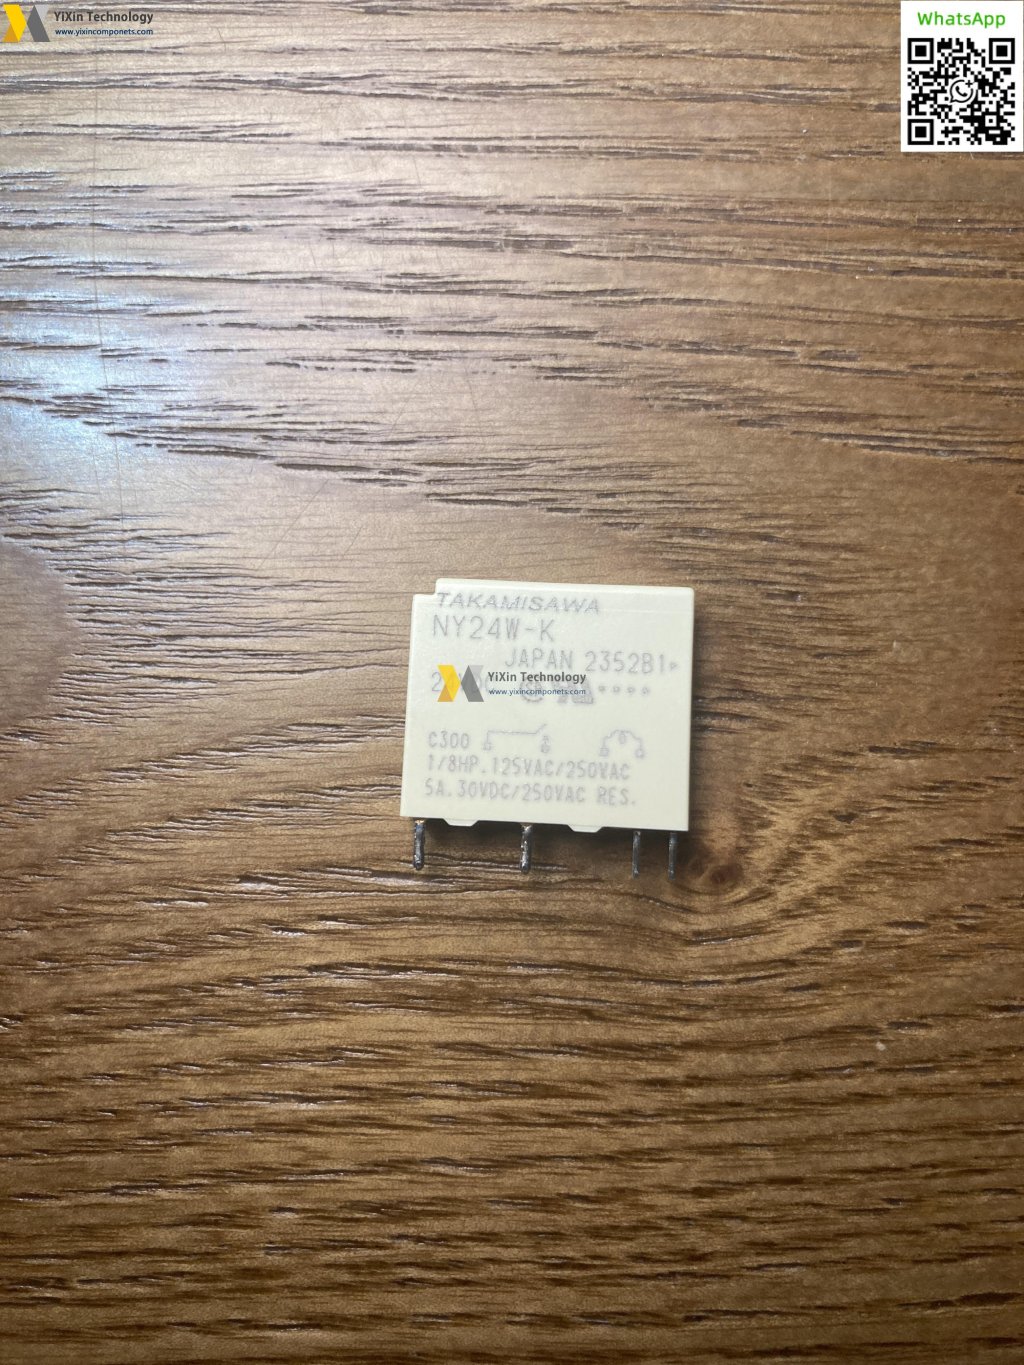 YiXin Technology
www.yixincomponets.com
WhatsApp
TAKAMISAWA
NY24W-K
JAPAN 2352B1
YiXin Technology
www.yixincomponets.com
C300
1/8HP.125VAC/250VAC
5A.30VDC/250VAC RES.